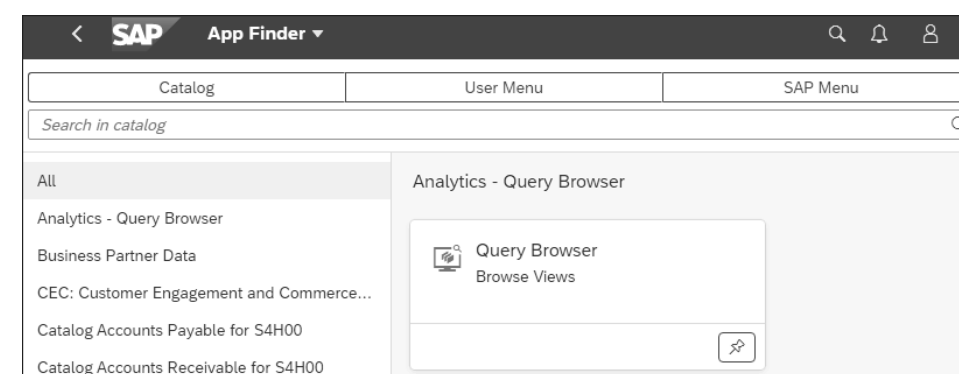 SAP App Finder
Catalog User Menu SAP Menu
Search in catalog
All
Analytics - Query Browser
Business Partner Data
CEC: Customer Engagement and Commerce...
Catalog Accounts Payable for S4H00
Catalog Accounts Receivable for S4H00
Analytics - Query Browser
Query Browser
Browse Views